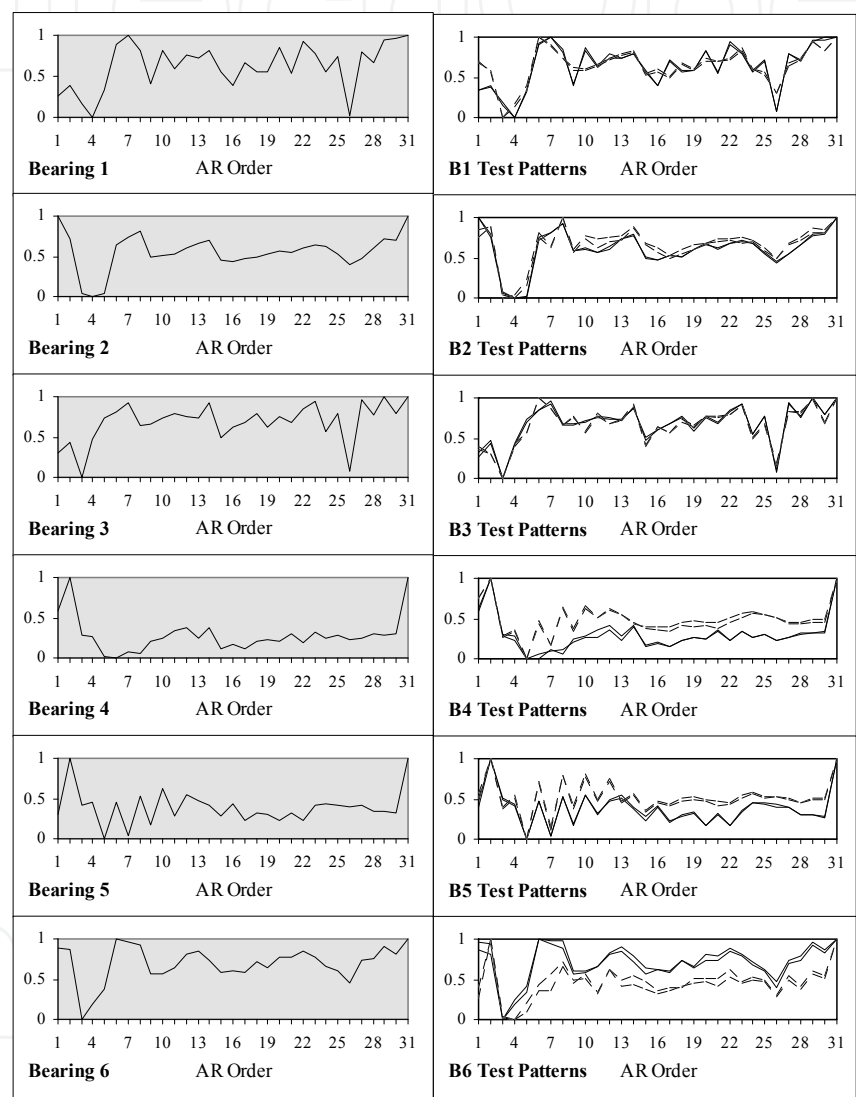 1
0.5
0
1 4 7 10 13 16 19 22 25 28 31
Bearing 1 AR Order
1
0.5
0
1 4 7 10 13 16 19 22 25 28 31
B1 Test Patterns AR Order
1
0.5
0
1 4 7 10 13 16 19 22 25 28 31
Bearing 2 AR Order
1
0.5
0
1 4 7 10 13 16 19 22 25 28 31
B2 Test Patterns AR Order
1
0.5
0
1 4 7 10 13 16 19 22 25 28 31
Bearing 3 AR Order
1
0.5
0
1 4 7 10 13 16 19 22 25 28 31
B3 Test Patterns AR Order
1
0.5
0
1 4 7 10 13 16 19 22 25 28 31
Bearing 4 AR Order
1
0.5
0
1 4 7 10 13 16 19 22 25 28 31
B4 Test Patterns AR Order
1
0.5
0
1 4 7 10 13 16 19 22 25 28 31
Bearing 5 AR Order
1
0.5
0
1 4 7 10 13 16 19 22 25 28 31
B5 Test Patterns AR Order
1
0.5
0
1 4 7 10 13 16 19 22 25 28 31
Bearing 6 AR Order
1
0.5
0
1 4 7 10 13 16 19 22 25 28 31
B6 Test Patterns AR Order